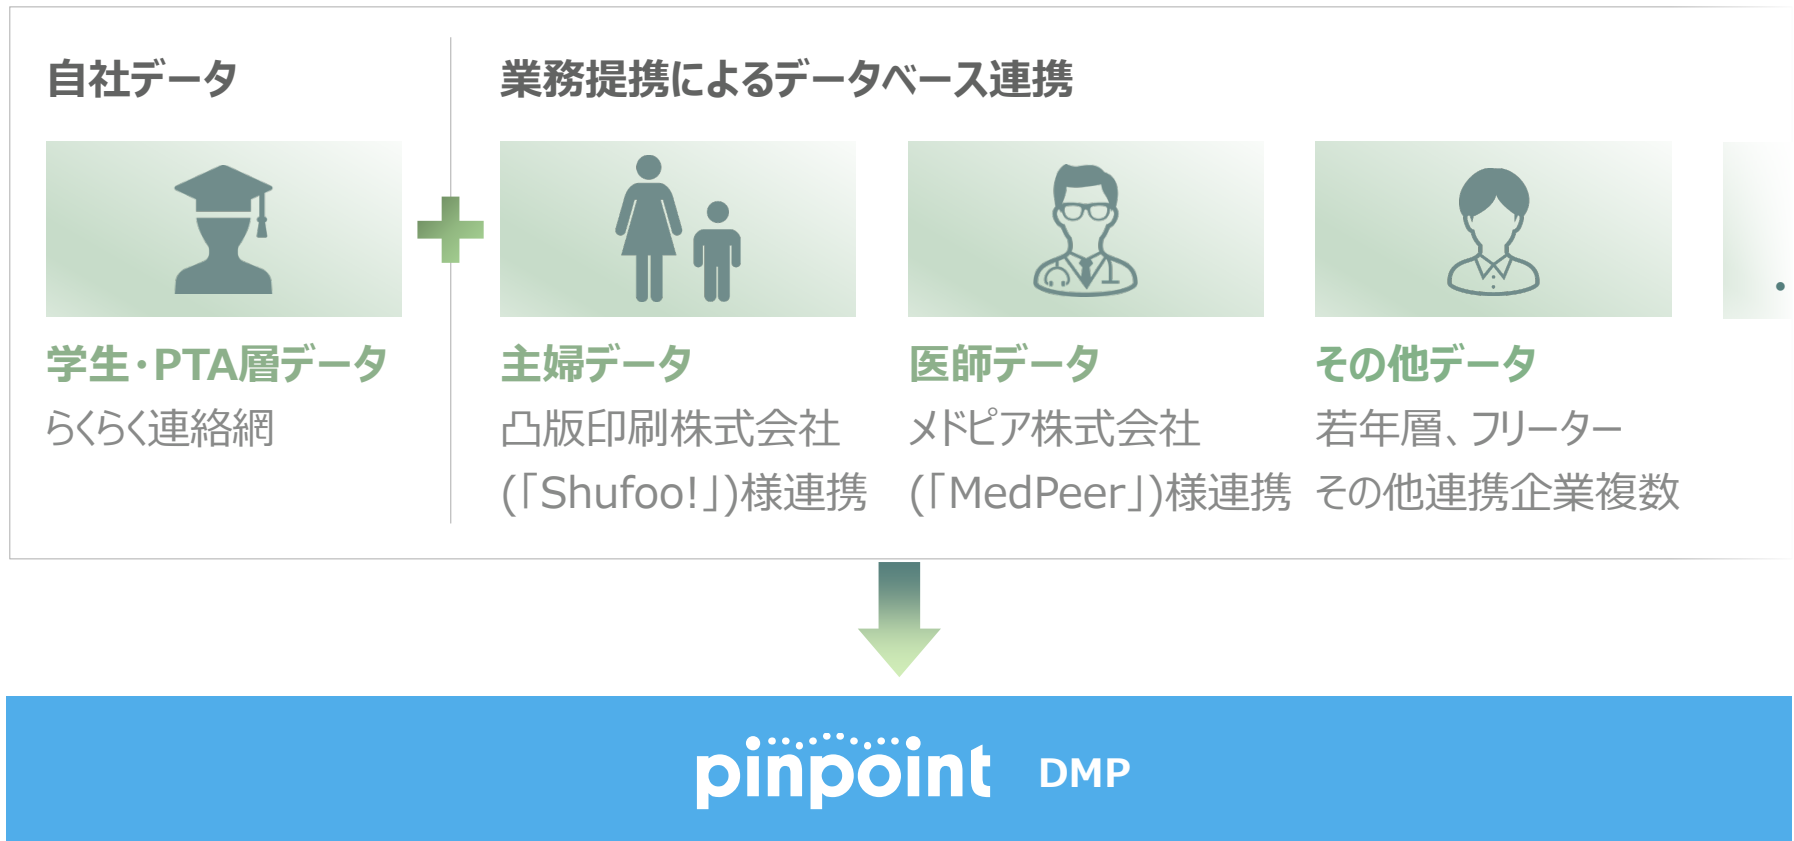 自社データ
業務提携によるデータベース連携
学生・PTA層データ
らくらく連絡網
主婦データ
凸版印刷株式会社
(「Shufoo!」)様連携
医師データ
メドピア株式会社
(「MedPeer」)様連携
その他データ
若年層、フリーター
その他連携企業複数
pinpoint DMP